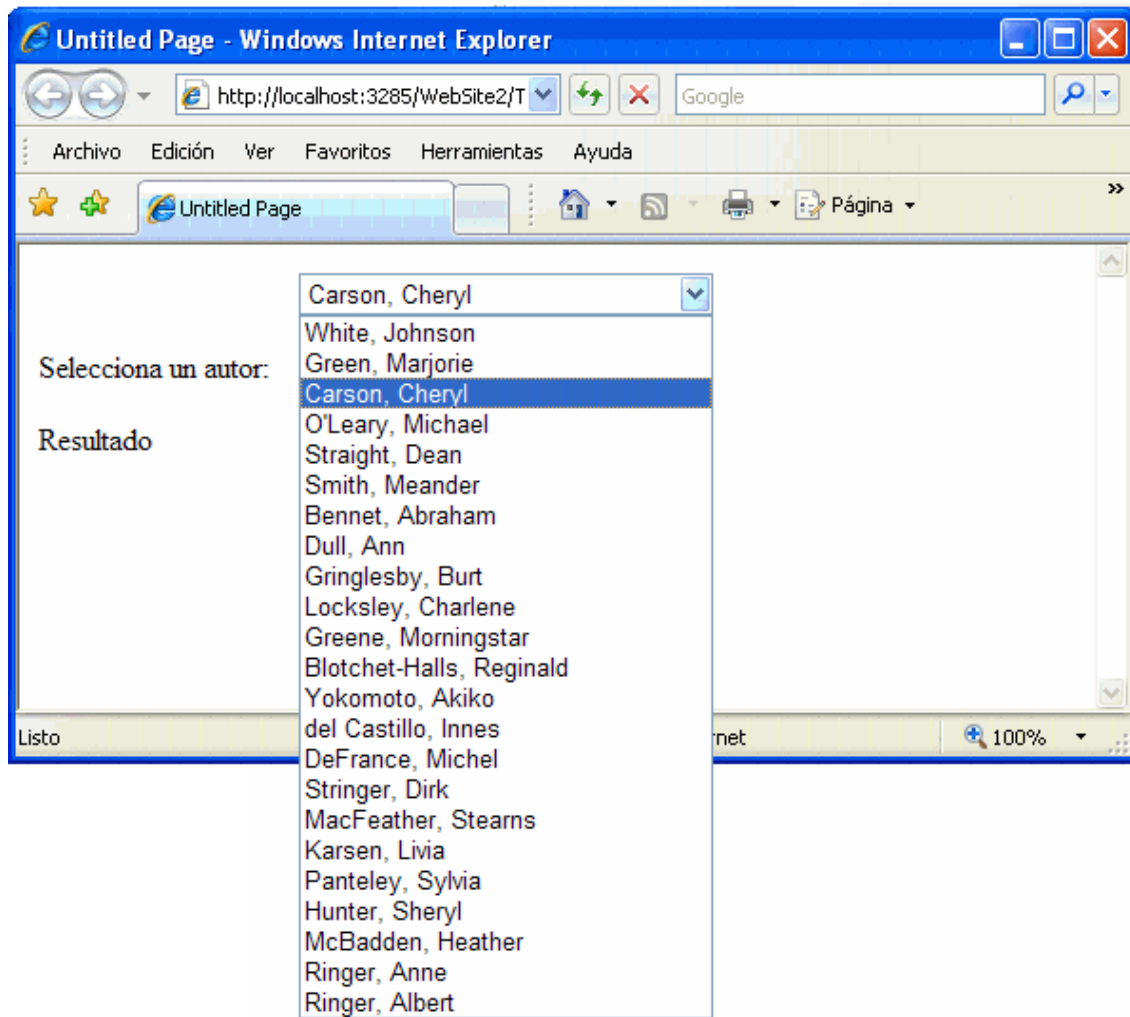 Untitled Page - Windows Internet Explorer
http://localhost:3285/WebSite2/T
Google
Archivo Edición Ver Favoritos Herramientas Ayuda
Untitled Page
Página
»
Carson, Cheryl
White, Johnson
Selecciona un autor:
Green, Marjorie
Carson, Cheryl
O'Leary, Michael
Resultado
Straight, Dean
Smith, Meander
Bennet, Abraham
Dull, Ann
Gringlesby, Burt
Locksley, Charlene
Greene, Morningstar
Blotchet-Halls, Reginald
Yokomoto, Akiko
del Castillo, Innes
Listo
net
100%
DeFrance, Michel
Stringer, Dirk
MacFeather, Stearns
Karsen, Livia
Panteley, Sylvia
Hunter, Sheryl
McBadden, Heather
Ringer, Anne
Ringer, Albert